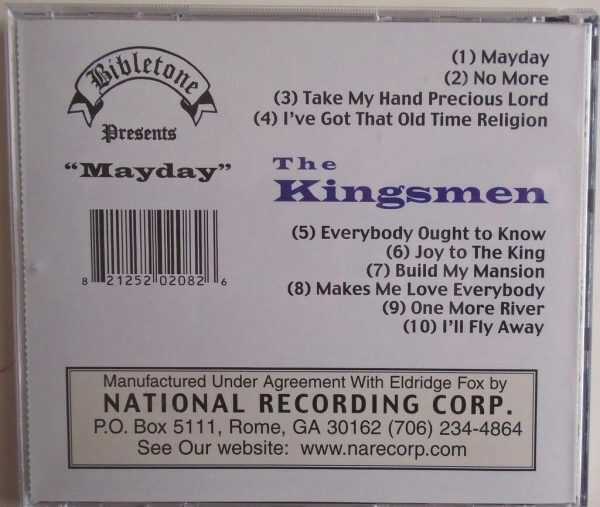 Bibletone
Presents
"Mayday"
8 21252 02082 6
(1) Mayday
(2) No More
(3) Take My Hand Precious Lord
(4) I've Got That Old Time Religion
The
Kingsmen
(5) Everybody Ought to Know
(6) Joy to The King
(7) Build My Mansion
(8) Makes Me Love Everybody
(9) One More River
(10) I'll Fly Away
Manufactured Under Agreement With Eldridge Fox by
NATIONAL RECORDING CORP.
P.O. Box 5111, Rome, GA 30162 (706) 234-4864
See Our website: www.narecorp.com